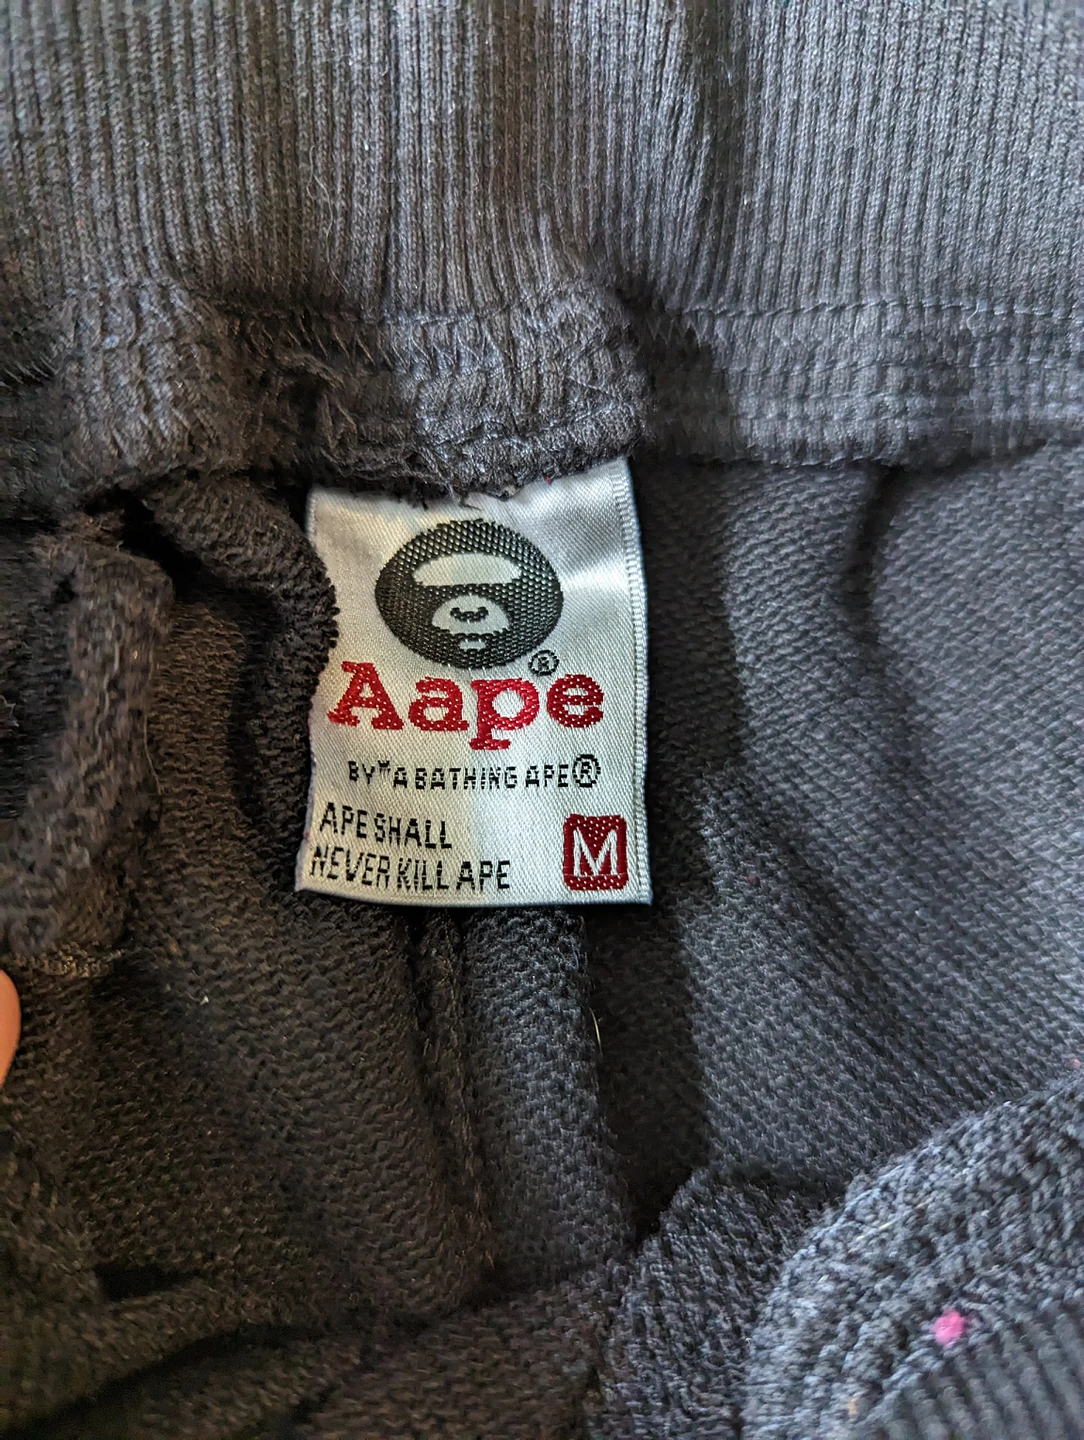 Aape®
BY*A BATHING APE®
APE SHALL
NEVER KILL APE
M